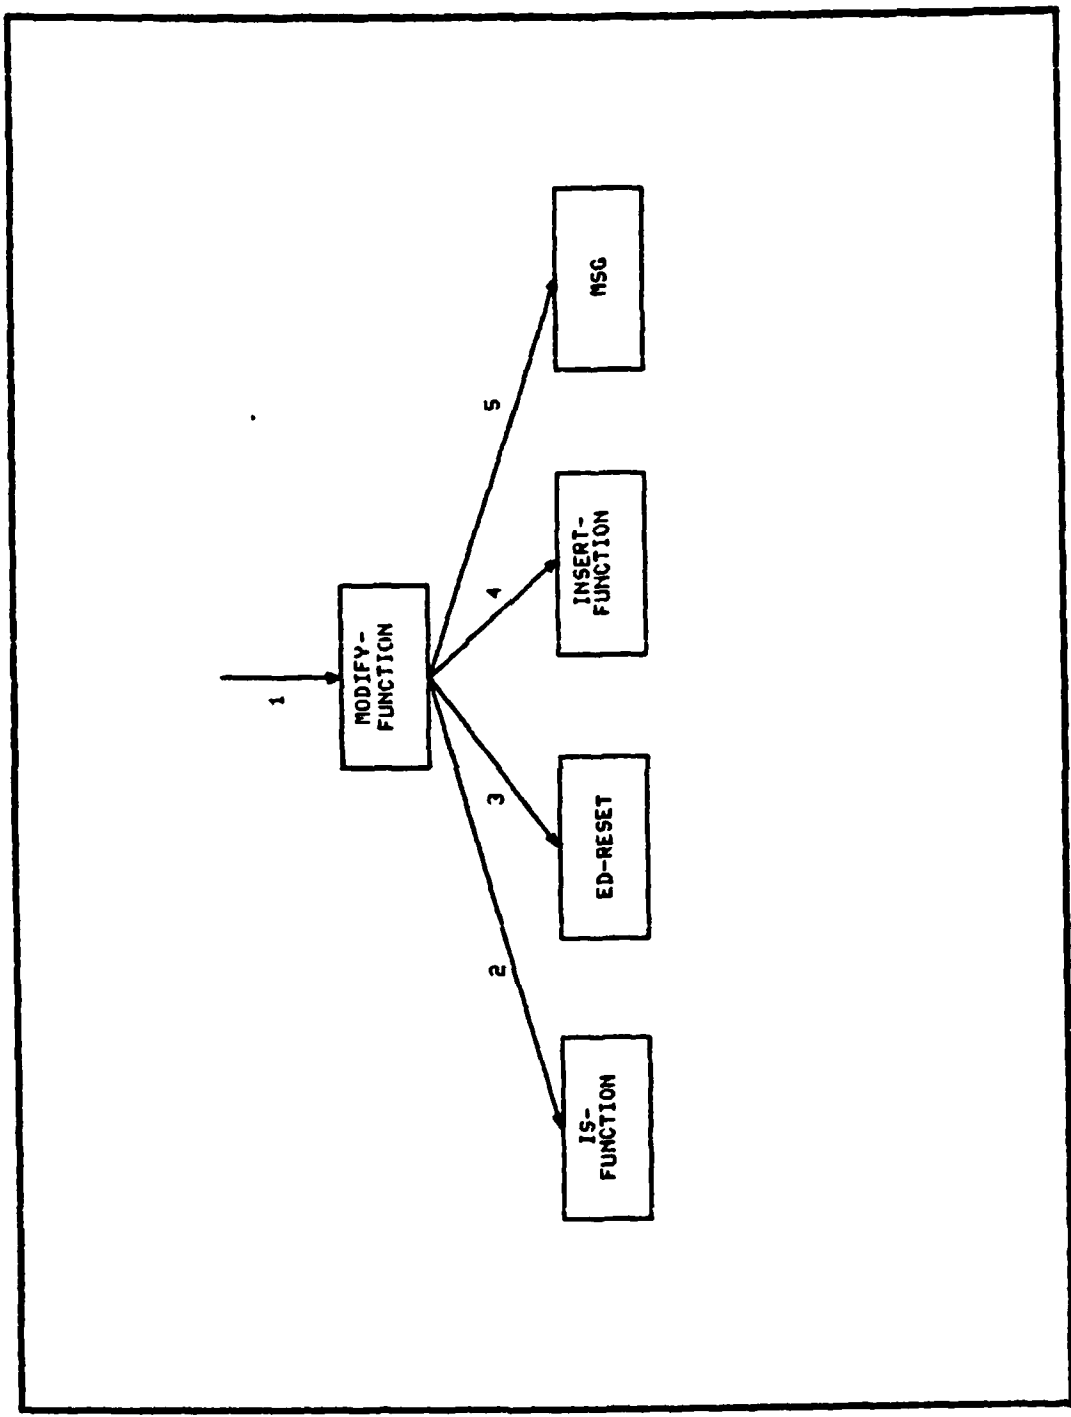 1
MODIFY-
FUNCTION
2
3
4
5
IS-
FUNCTION
ED-RESET
INSERT-
FUNCTION
MSG